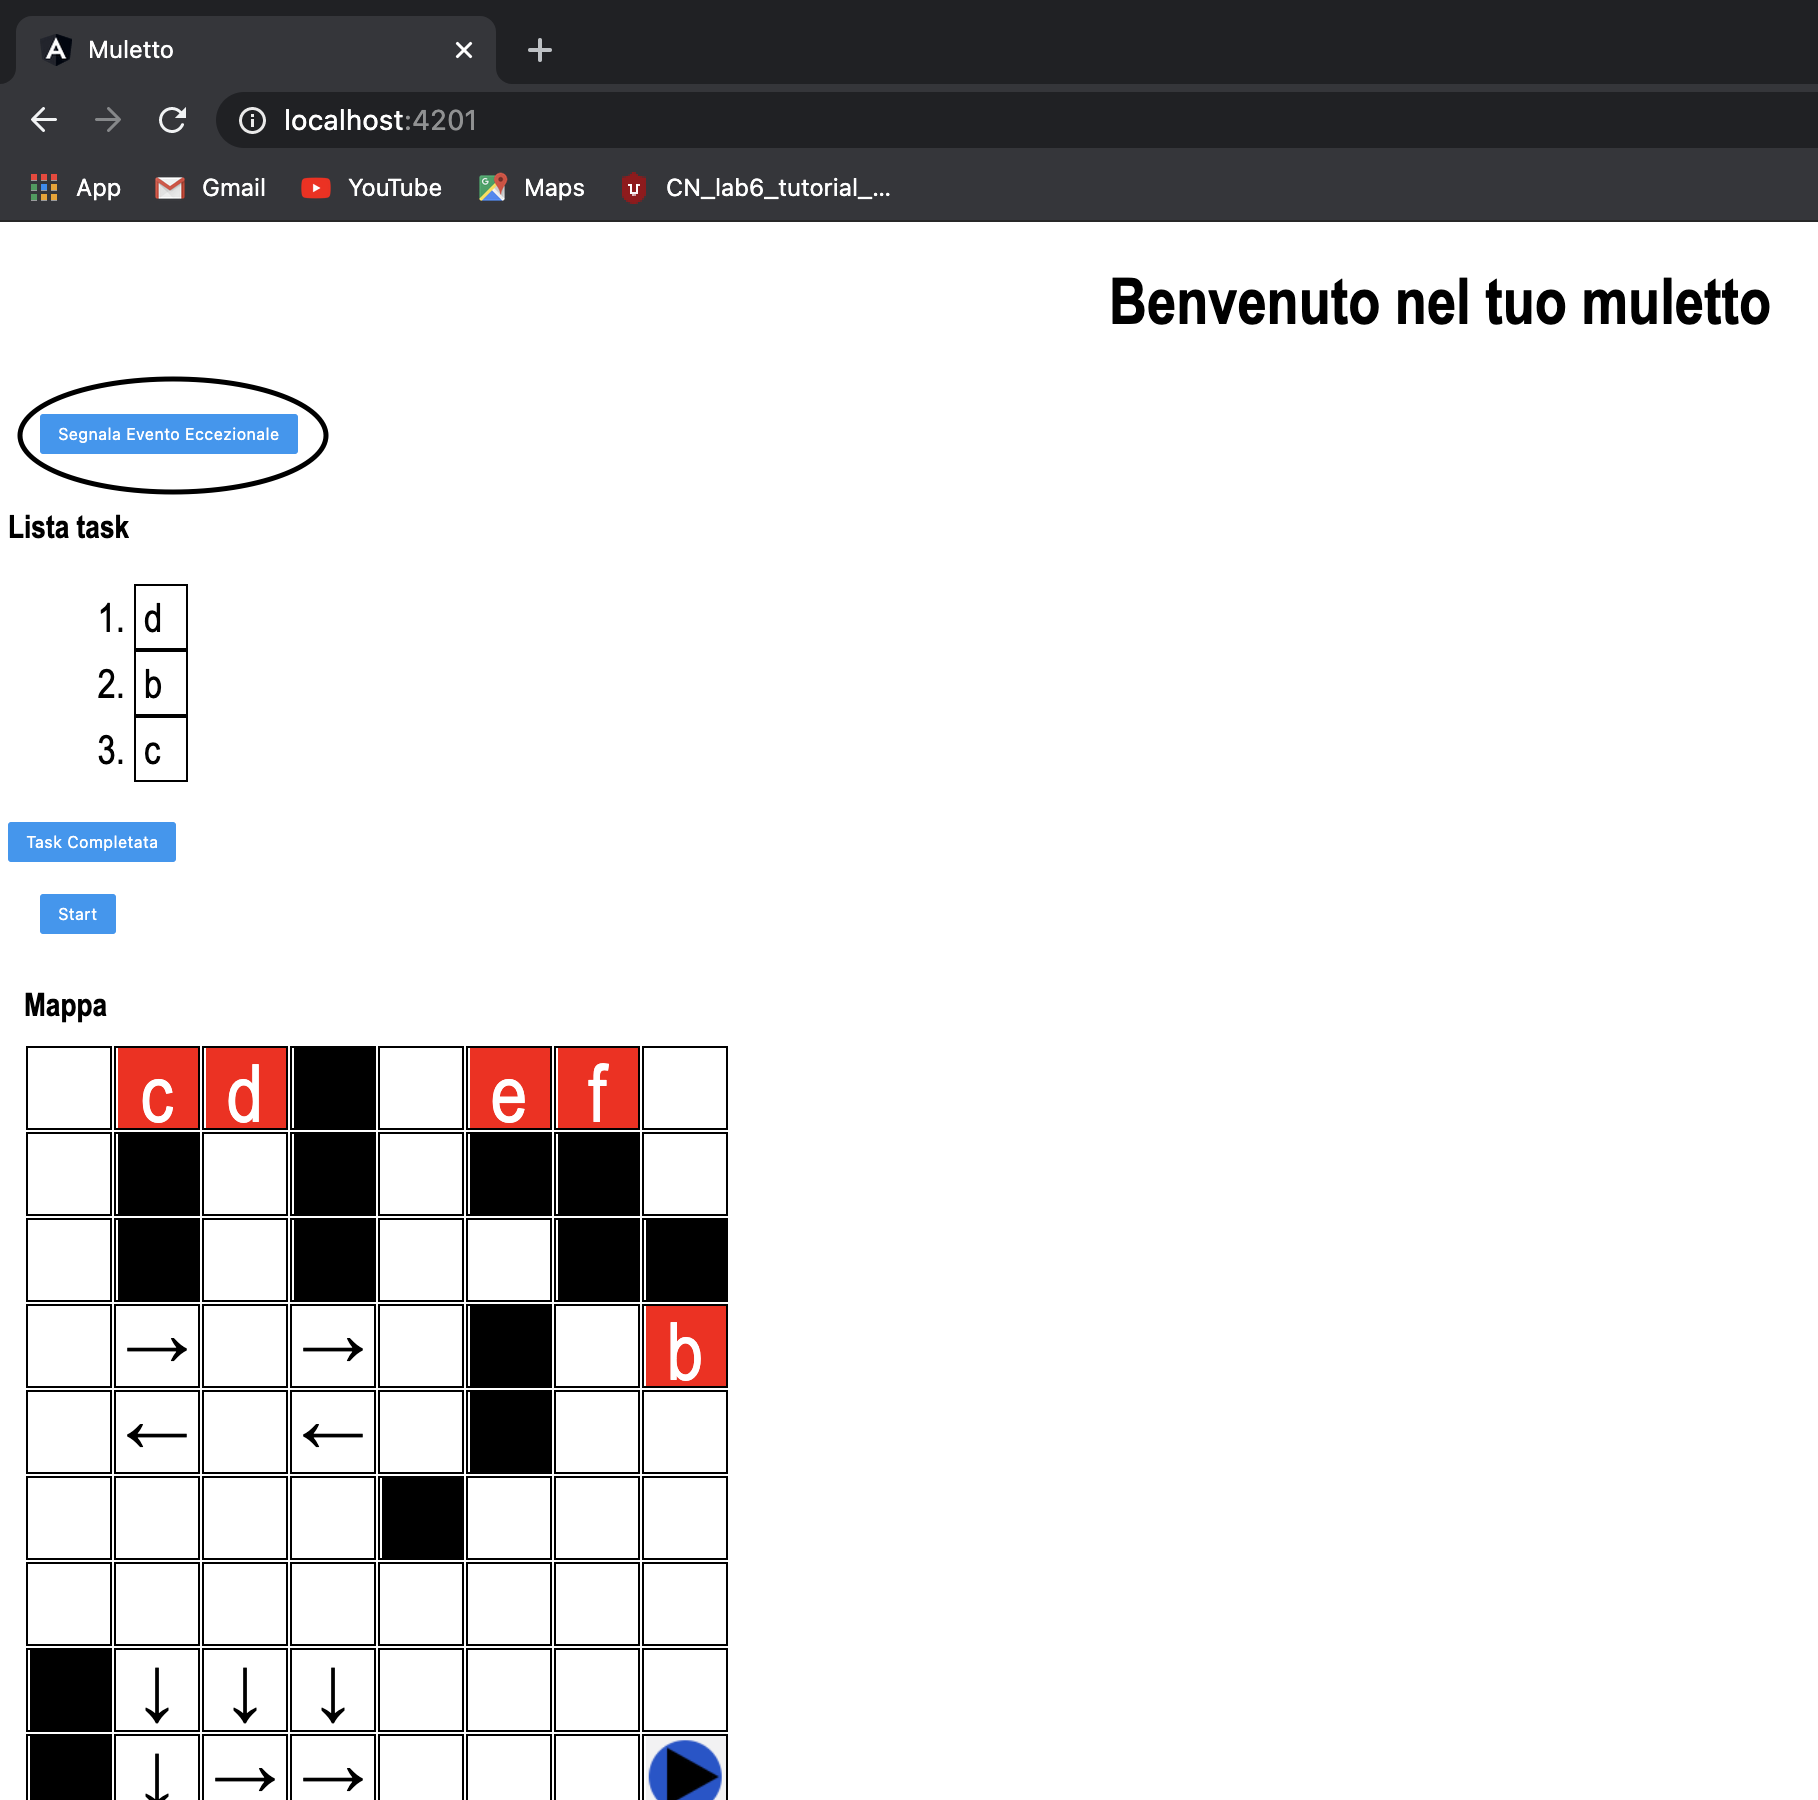 Muletto
localhost:4201
App Gmail YouTube Maps CN_lab6_tutorial_...
Benvenuto nel tuo muletto
Segnala Evento Eccezionale
Lista task
1. d
2. b
3. c
Task Completata
Start
Mappa
c d e f
→ → b
← ←
↓ ↓ ↓
↓ → →